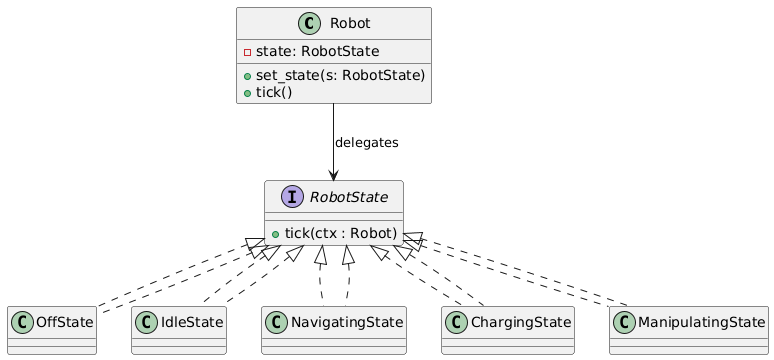 C Robot
state: RobotState
set_state(s: RobotState)
tick()
delegates
I RobotState
tick(ctx : Robot)
C OffState
C IdleState
C NavigatingState
C ChargingState
C ManipulatingState